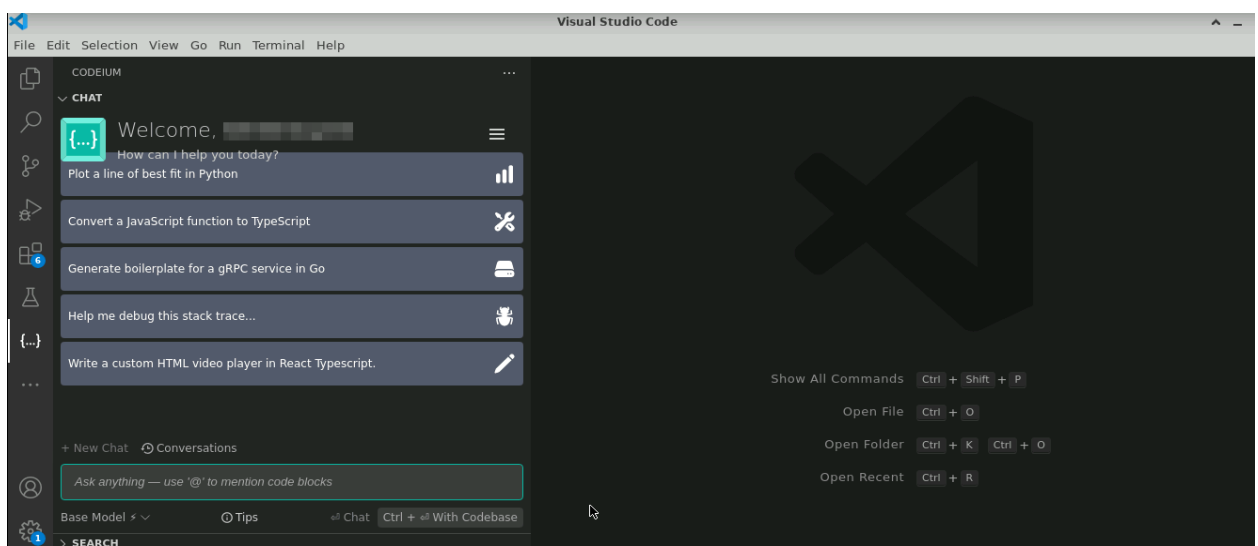 Visual Studio Code
File Edit Selection View Go Run Terminal Help
CODEIUM
CHAT
{...}
Welcome,
How can I help you today?
Plot a line of best fit in Python
Convert a JavaScript function to TypeScript
Generate boilerplate for a gRPC service in Go
Help me debug this stack trace...
Write a custom HTML video player in React Typescript.
+ New Chat Conversations
Ask anything — use '@' to mention code blocks
Base Model ⚡ Tips ⏎ Chat Ctrl + ⏎ With Codebase
SEARCH
6
{...}
1
Show All Commands Ctrl + Shift + P
Open File Ctrl + O
Open Folder Ctrl + K Ctrl + O
Open Recent Ctrl + R